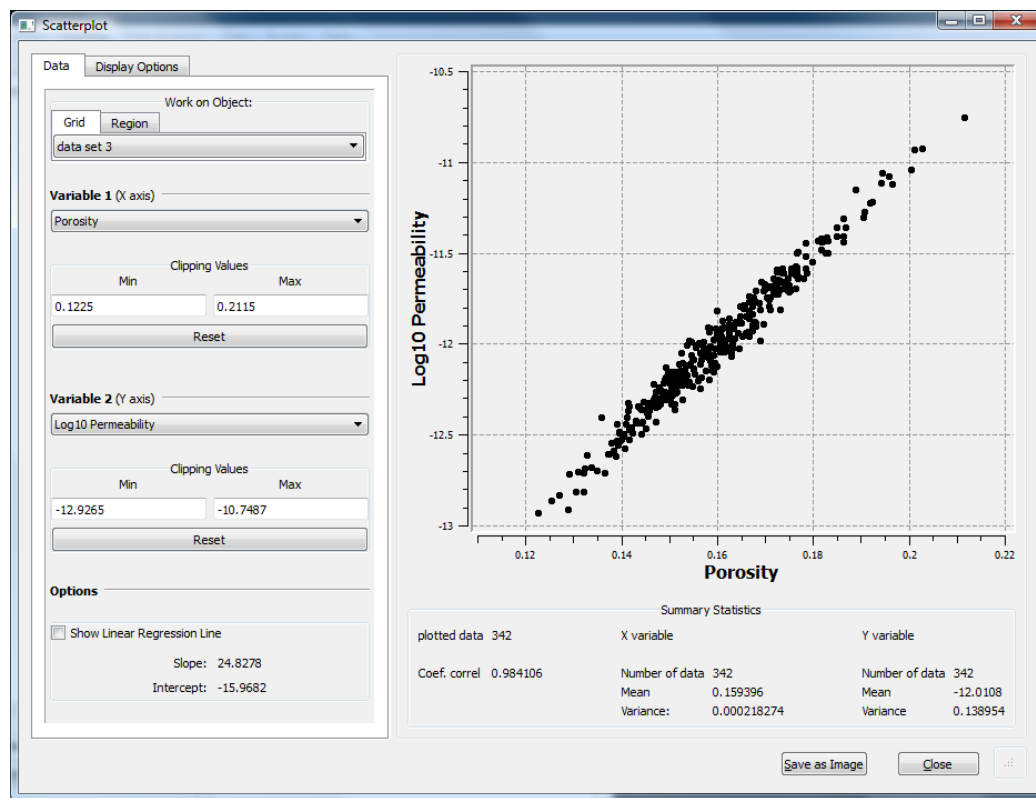 Scatterplot
Data Display Options
Work on Object:
Grid Region
data set 3
Variable 1 (X axis)
Porosity
Clipping Values
Min Max
0.1225 0.2115
Reset
Variable 2 (Y axis)
Log10 Permeability
Clipping Values
Min Max
-12.9265 -10.7487
Reset
Options
Show Linear Regression Line
Slope: 24.8278
Intercept: -15.9682
Log10 Permeability
-10.5
-11
-11.5
-12
-12.5
-13
0.12 0.14 0.16 0.18 0.2 0.22
Porosity
Summary Statistics
plotted data 342 X variable Y variable
Coef. correl 0.984106 Number of data 342 Number of data 342
Mean 0.159396 Mean -12.0108
Variance: 0.000218274 Variance 0.138954
Save as Image Close